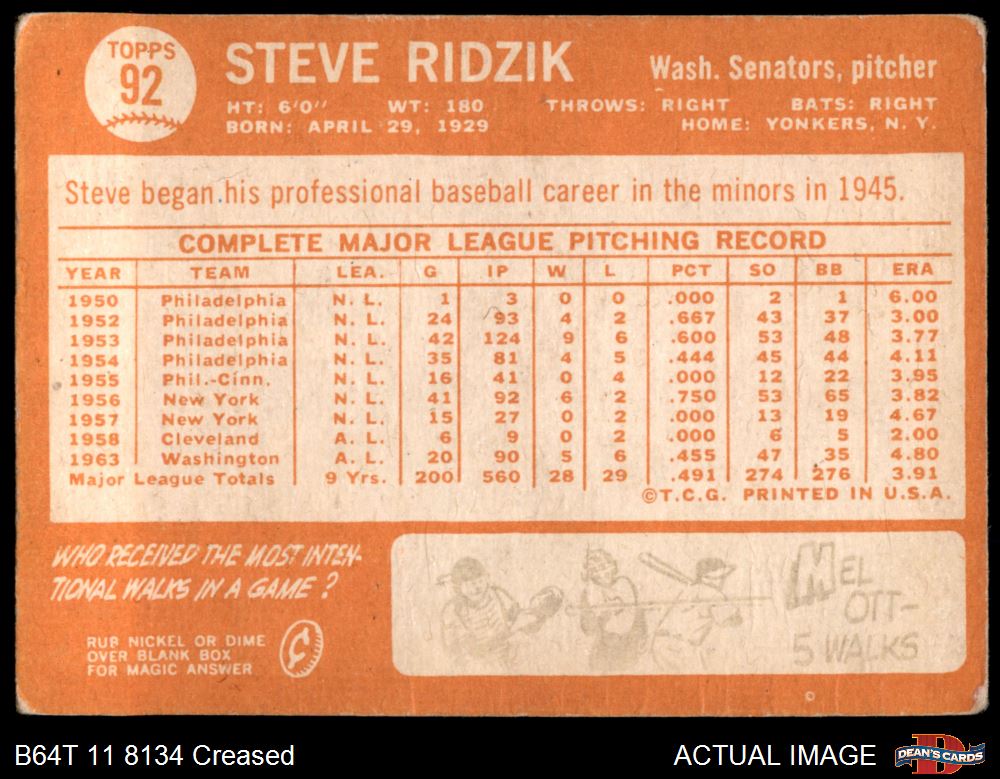 TOPPS
92
STEVE RIDZIK
Wash. Senators, pitcher
HT: 6'0" WT: 180 THROWS: RIGHT BATS: RIGHT
BORN: APRIL 29, 1929 HOME: YONKERS, N. Y.
Steve began his professional baseball career in the minors in 1945.
COMPLETE MAJOR LEAGUE PITCHING RECORD
YEAR TEAM LEA. G IP W L PCT SO BB ERA
1950 Philadelphia N. L. 1 3 0 0 .000 2 1 6.00
1952 Philadelphia N. L. 24 93 4 2 .667 43 37 3.00
1953 Philadelphia N. L. 42 124 9 6 .600 53 48 3.77
1954 Philadelphia N. L. 35 81 4 5 .444 45 44 4.11
1955 Phil.-Cinn. N. L. 16 41 0 4 .000 12 22 3.95
1956 New York N. L. 41 92 6 2 .750 53 65 3.82
1957 New York N. L. 15 27 0 2 .000 13 19 4.67
1958 Cleveland A. L. 6 9 0 2 .000 6 5 2.00
1963 Washington A. L. 20 90 5 6 .455 47 35 4.80
Major League Totals 9 Yrs. 200 560 28 29 .491 274 276 3.91
©T.C.G. PRINTED IN U.S.A.
WHO RECEIVED THE MOST INTEN-
TIONAL WALKS IN A GAME?
RUB NICKEL OR DIME
OVER BLANK BOX
FOR MAGIC ANSWER
¢
MEL
OTT-
5 WALKS
B64T 11 8134 Creased
ACTUAL IMAGE
DEAN'S CARDS